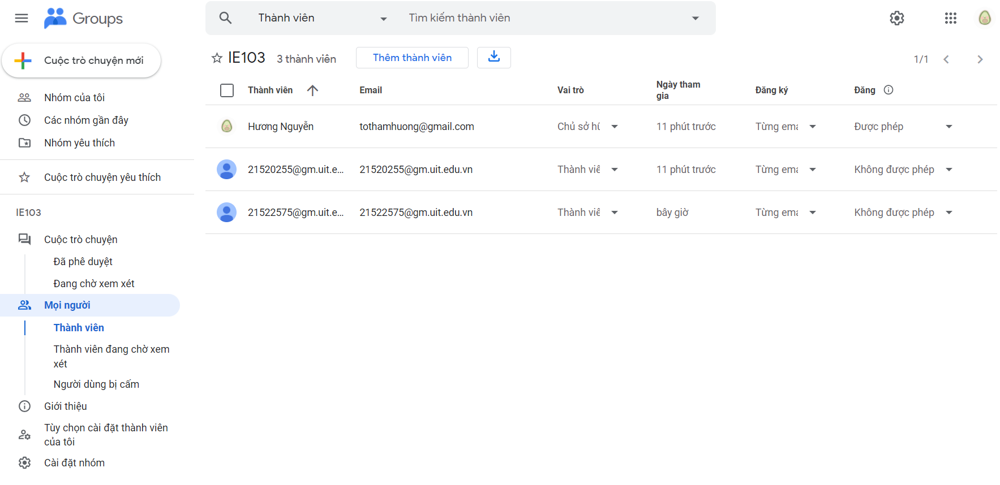 Groups
Thành viên
Tìm kiếm thành viên
Cuộc trò chuyện mới
Nhóm của tôi
Các nhóm gần đây
Nhóm yêu thích
Cuộc trò chuyện yêu thích
IE103
Cuộc trò chuyện
Đã phê duyệt
Đang chờ xem xét
Mọi người
Thành viên
Thành viên đang chờ xem
xét
Người dùng bị cấm
Giới thiệu
Tùy chọn cài đặt thành viên
của tôi
Cài đặt nhóm
IE103 3 thành viên Thêm thành viên 1/1
Thành viên Email Vai trò Ngày tham gia Đăng ký Đăng
Hương Nguyễn tothamhuong@gmail.com Chủ sở hữ 11 phút trước Từng ema Được phép
21520255@gm.uit.e... 21520255@gm.uit.edu.vn Thành viê 11 phút trước Từng ema Không được phép
21522575@gm.uit.e... 21522575@gm.uit.edu.vn Thành viê bây giờ Từng ema Không được phép